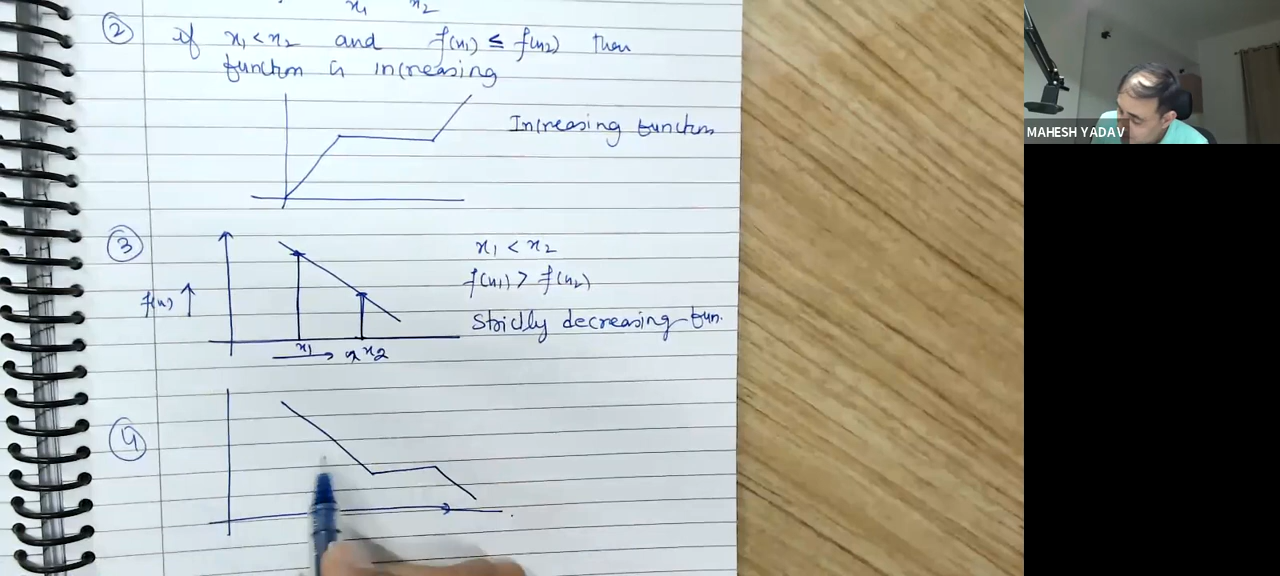 x₁ x₂
② if x₁ < x₂ and f(x₁) ≤ f(x₂) then
function is increasing
Increasing function
MAHESH YADAV
③
x₁ < x₂
f(x₁) > f(x₂)
f(x) ↑
Strictly decreasing fun.
x₁ x x₂
④